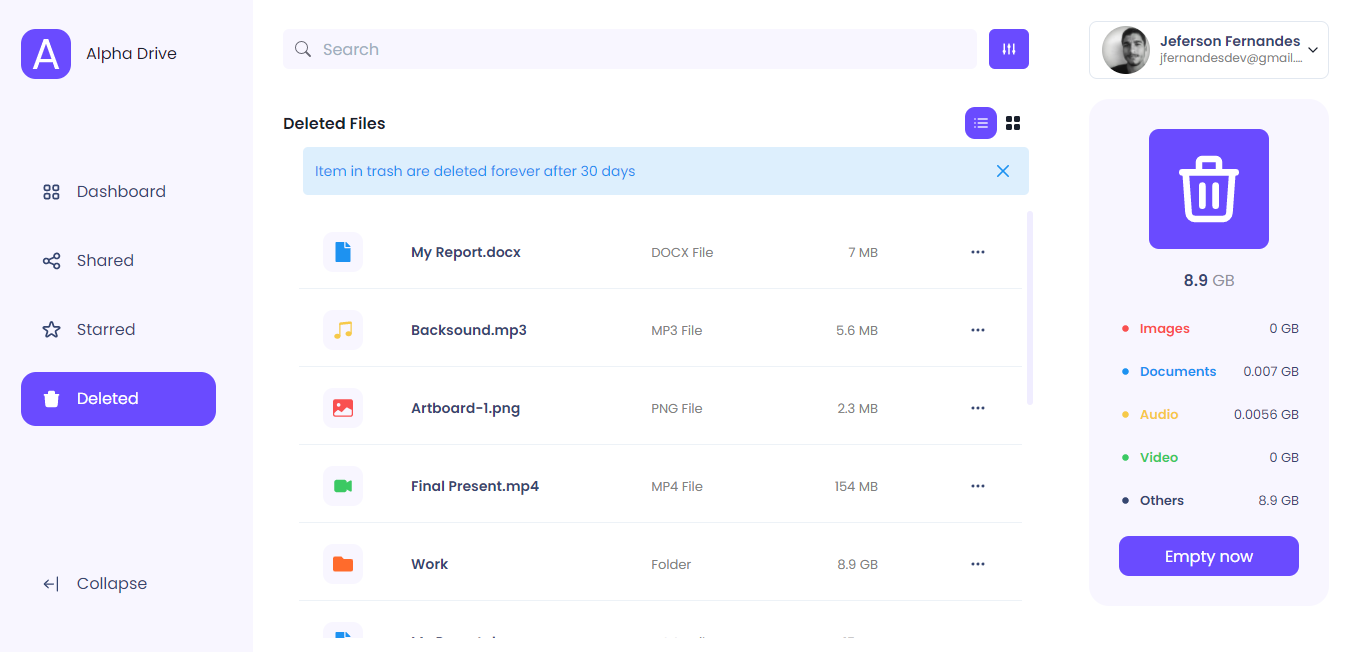 A
Alpha Drive
Dashboard
Shared
Starred
Deleted
Collapse
Search
Deleted Files
Item in trash are deleted forever after 30 days
My Report.docx DOCX File 7 MB
Backsound.mp3 MP3 File 5.6 MB
Artboard-1.png PNG File 2.3 MB
Final Present.mp4 MP4 File 154 MB
Work Folder 8.9 GB
Jeferson Fernandes
jfernandesdev@gmail....
8.9 GB
Images 0 GB
Documents 0.007 GB
Audio 0.0056 GB
Video 0 GB
Others 8.9 GB
Empty now